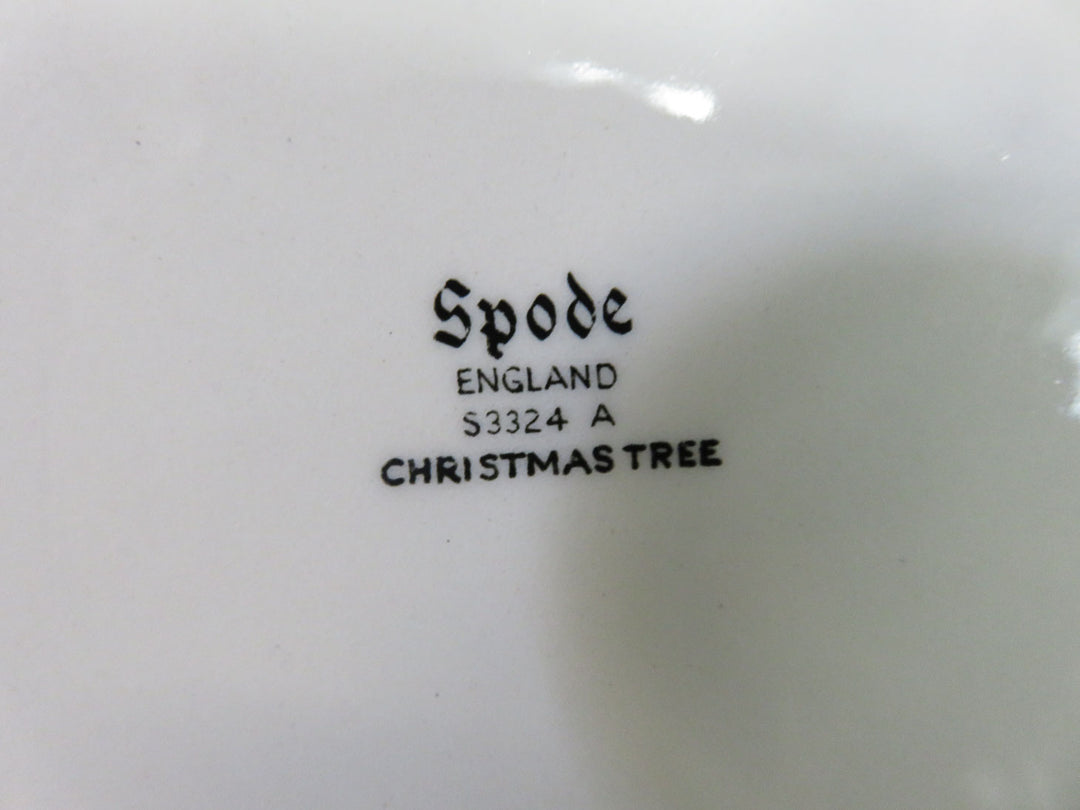 Spode
ENGLAND
S3324 A
CHRISTMAS TREE